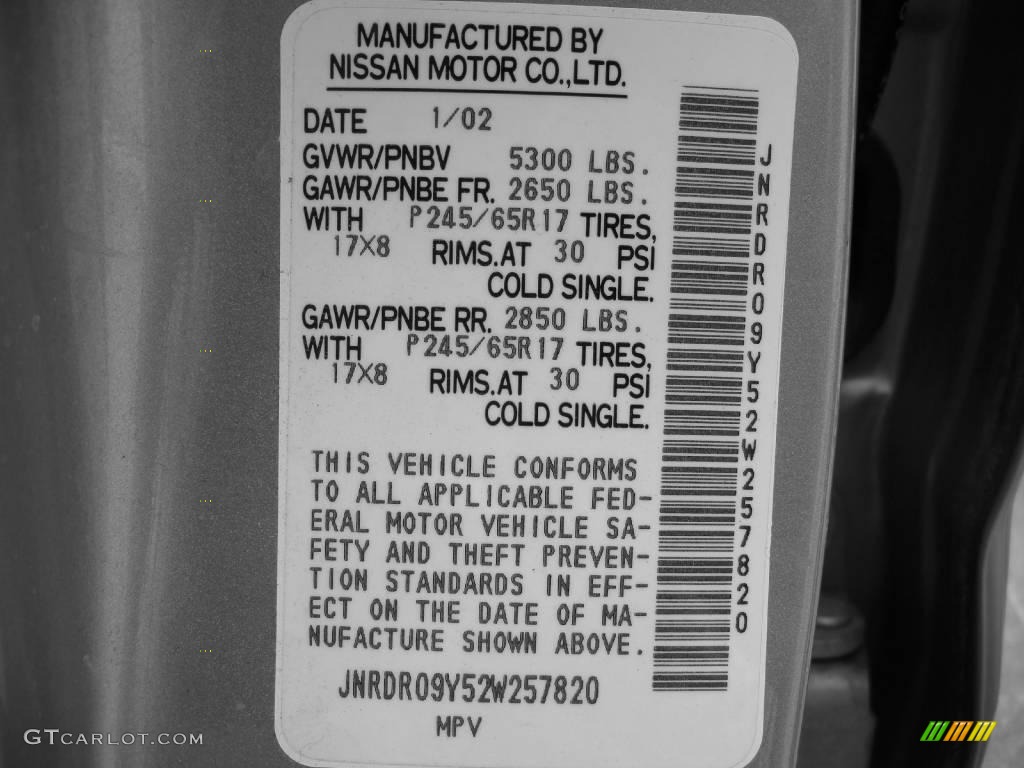 MANUFACTURED BY
NISSAN MOTOR CO.,LTD.
DATE 1/02
GVWR/PNBV 5300 LBS.
GAWR/PNBE FR. 2650 LBS.
WITH P245/65R17 TIRES,
17X8 RIMS.AT 30 PSI
COLD SINGLE.
GAWR/PNBE RR. 2850 LBS.
WITH P245/65R17 TIRES,
17X8 RIMS.AT 30 PSI
COLD SINGLE.
THIS VEHICLE CONFORMS
TO ALL APPLICABLE FED-
ERAL MOTOR VEHICLE SA-
FETY AND THEFT PREVEN-
TION STANDARDS IN EFF-
ECT ON THE DATE OF MA-
NUFACTURE SHOWN ABOVE.
JNRDR09Y52W257820
MPV
JNRDR09Y52W257820
GTCARLOT.COM